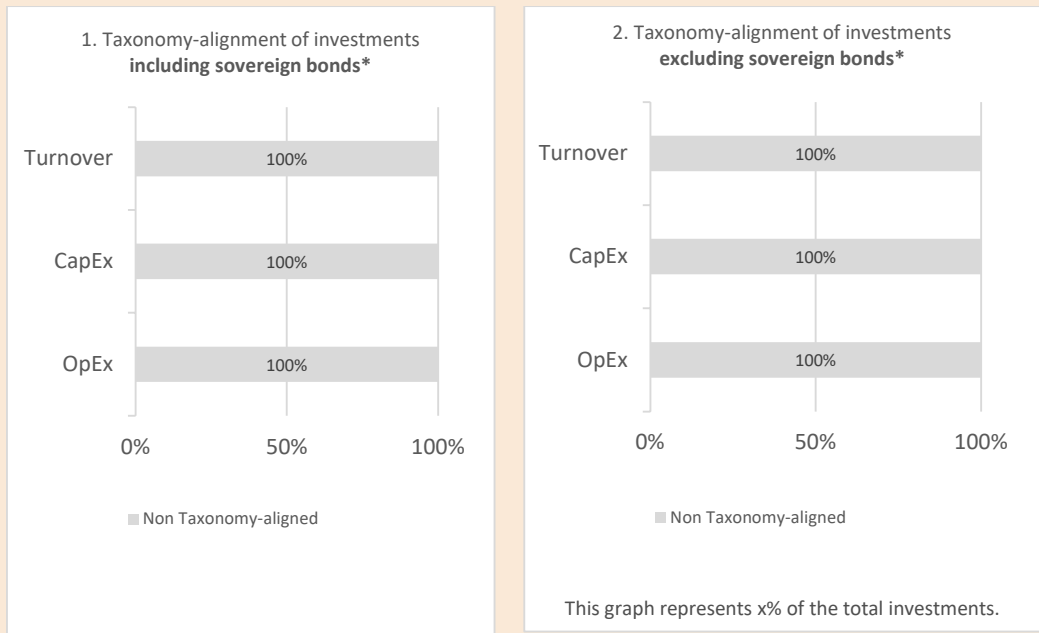 1. Taxonomy-alignment of investments
including sovereign bonds*
Turnover
100%
CapEx
100%
OpEx
100%
0%
50%
100%
Non Taxonomy-aligned
2. Taxonomy-alignment of investments
excluding sovereign bonds*
Turnover
100%
CapEx
100%
OpEx
100%
0%
50%
100%
Non Taxonomy-aligned
This graph represents x% of the total investments.